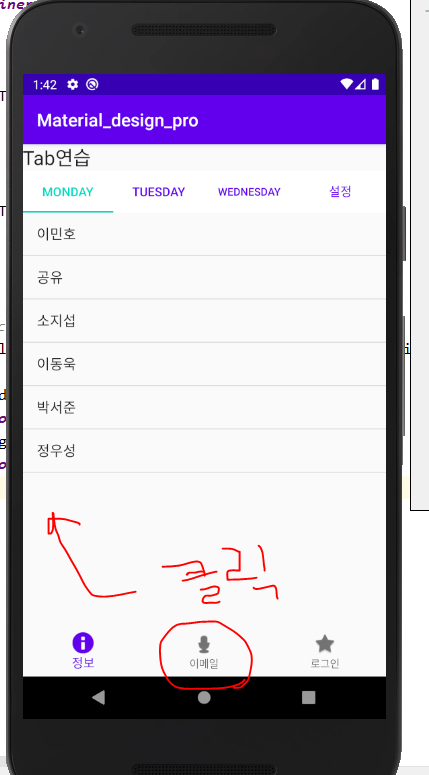 1:42
Material_design_pro
Tab연습
MONDAY TUESDAY WEDNESDAY 설정
이민호
공유
소지섭
이동욱
박서준
정우성
클릭
정보 이메일 로그인